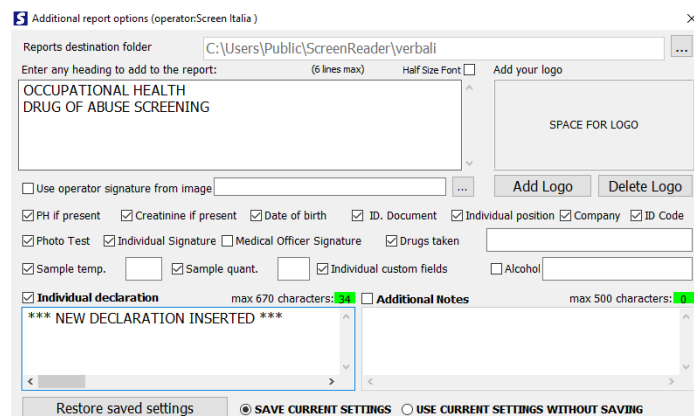 S Additional report options (operator:Screen Italia )
Reports destination folder C:\Users\Public\ScreenReader\verbali ...
Enter any heading to add to the report: (6 lines max) Half Size Font Add your logo
OCCUPATIONAL HEALTH
DRUG OF ABUSE SCREENING
SPACE FOR LOGO
Use operator signature from image ... Add Logo Delete Logo
PH if present Creatinine if present Date of birth ID. Document Individual position Company ID Code
Photo Test Individual Signature Medical Officer Signature Drugs taken
Sample temp. Sample quant. Individual custom fields Alcohol
Individual declaration max 670 characters: 34 Additional Notes max 500 characters: 0
*** NEW DECLARATION INSERTED ***
Restore saved settings SAVE CURRENT SETTINGS USE CURRENT SETTINGS WITHOUT SAVING